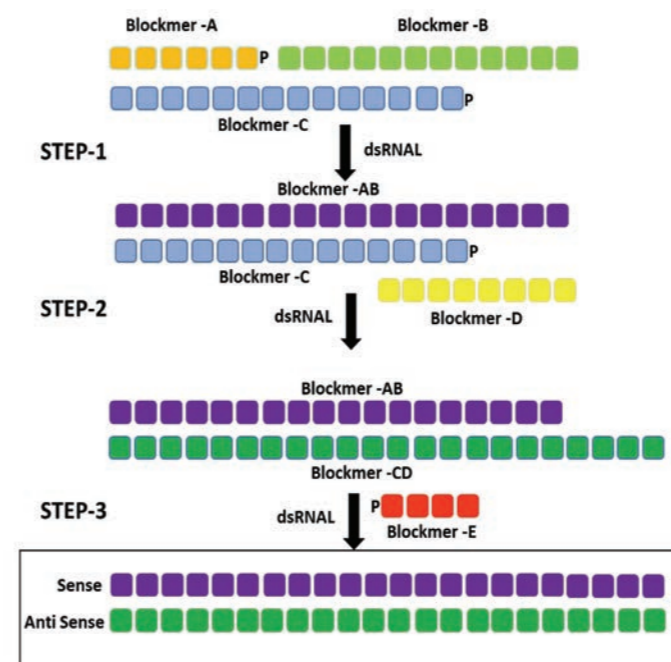 Blockmer -A
Blockmer -B
P
P
Blockmer -C
STEP-1
dsRNAL
Blockmer -AB
P
Blockmer -C
STEP-2
dsRNAL
Blockmer -D
Blockmer -AB
Blockmer -CD
STEP-3
dsRNAL
P
Blockmer -E
Sense
Anti Sense